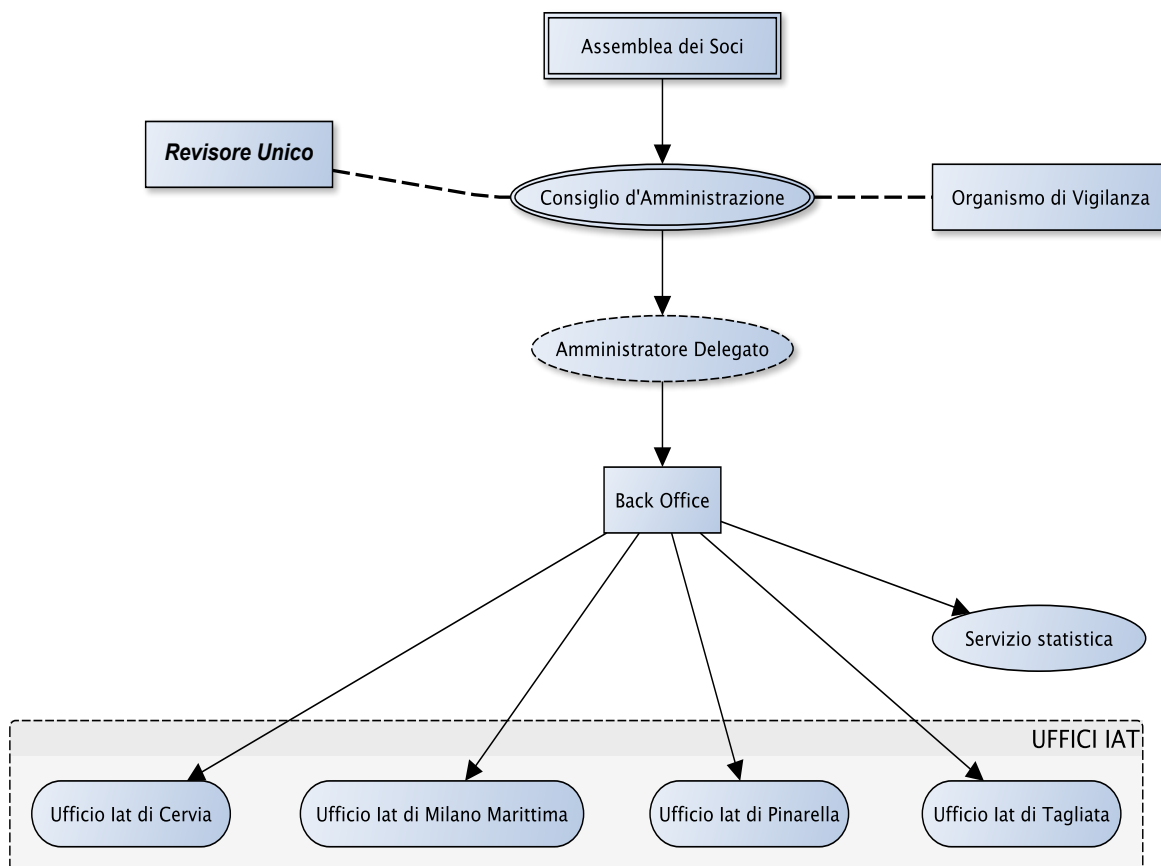 Assemblea dei Soci
Revisore Unico
Consiglio d'Amministrazione
Organismo di Vigilanza
Amministratore Delegato
Back Office
Servizio statistica
UFFICI IAT
Ufficio Iat di Cervia
Ufficio Iat di Milano Marittima
Ufficio Iat di Pinarella
Ufficio Iat di Tagliata